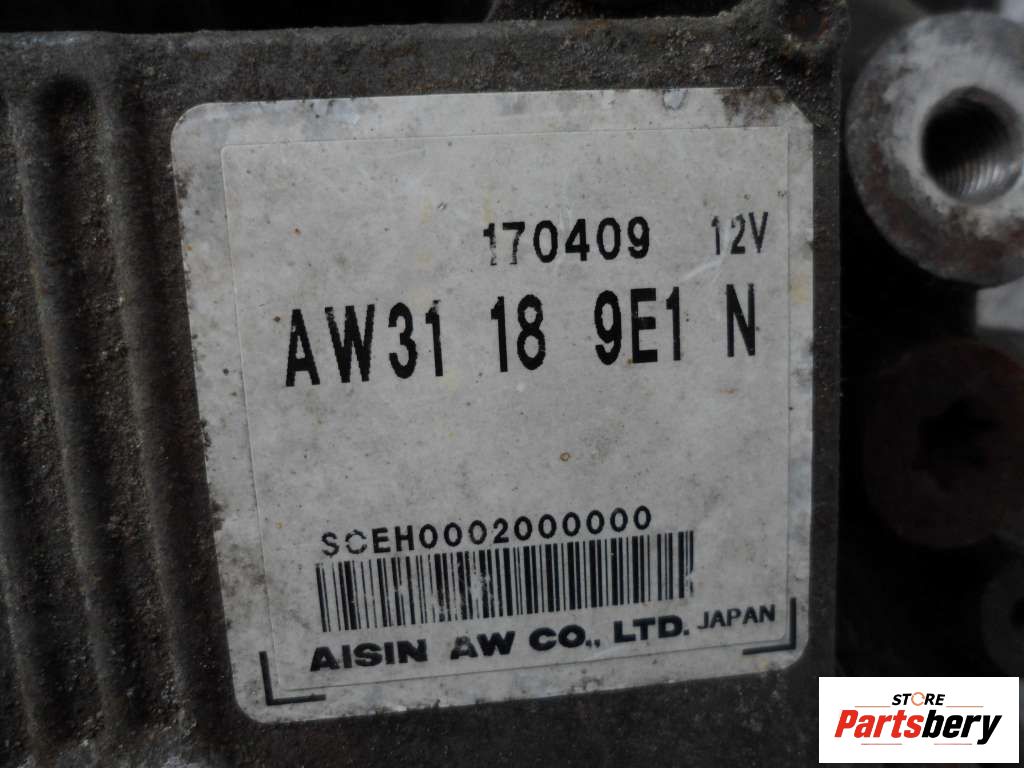 170409 12V
AW31 18 9E1 N
SCEH0002000000
AISIN AW CO., LTD. JAPAN
STORE
Partsbery